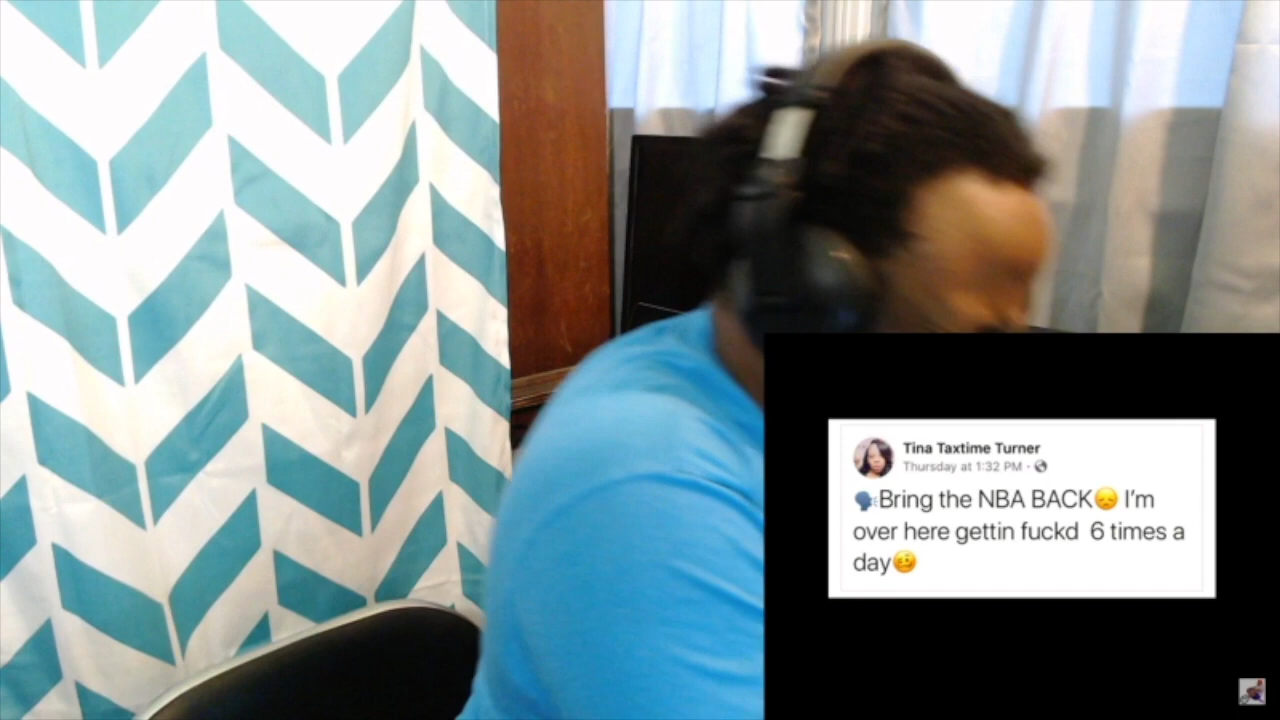 Tina Taxtime Turner
Thursday at 1:32 PM ·
🗣Bring the NBA BACK😞 I'm
over here gettin fuckd 6 times a
day🥴